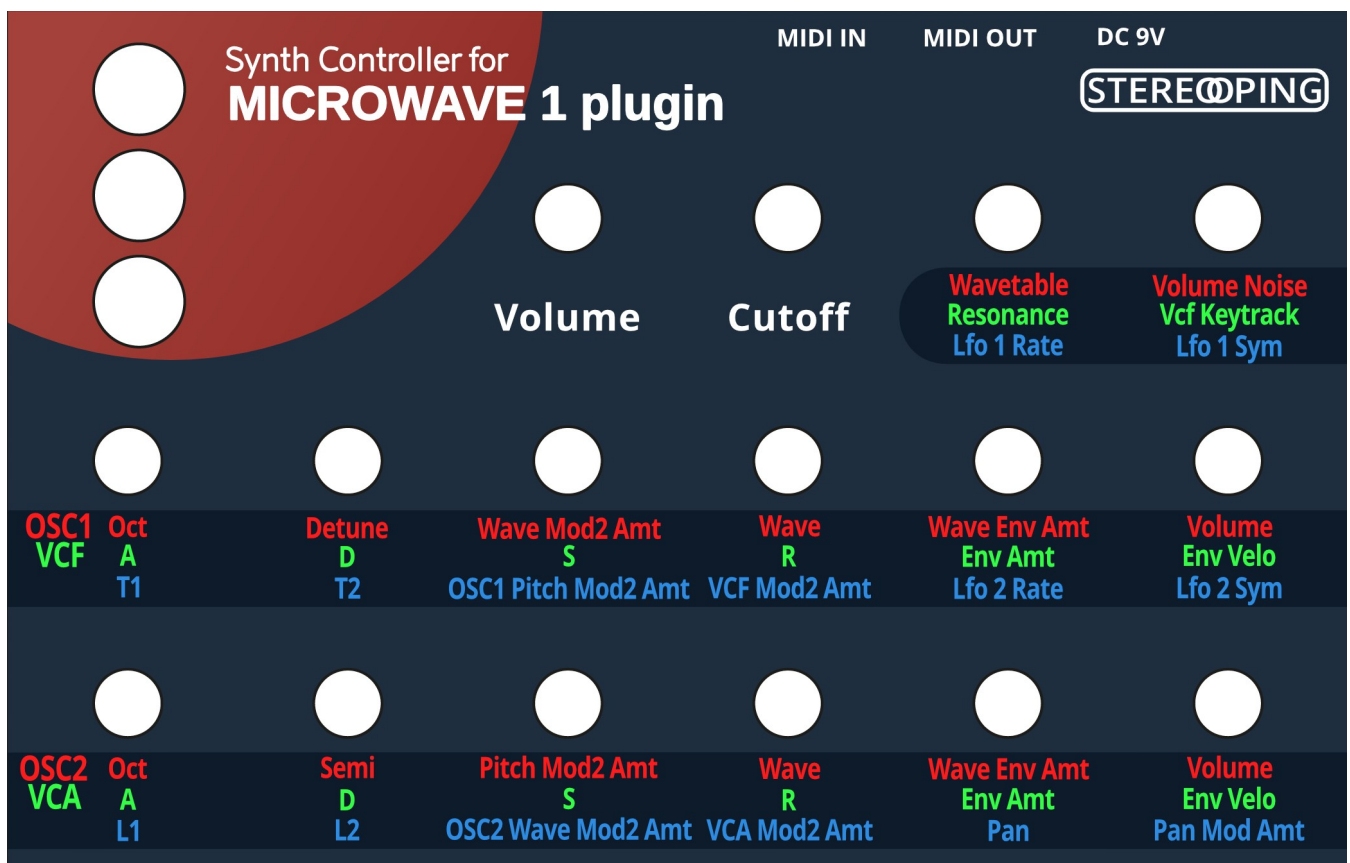 MIDI IN MIDI OUT DC 9V
Synth Controller for
MICROWAVE 1 plugin
STEREOOPING
Volume Cutoff
Wavetable Volume Noise
Resonance Vcf Keytrack
Lfo 1 Rate Lfo 1 Sym
OSC1 Oct Detune Wave Mod2 Amt Wave Wave Env Amt Volume
VCF A D S R Env Amt Env Velo
T1 T2 OSC1 Pitch Mod2 Amt VCF Mod2 Amt Lfo 2 Rate Lfo 2 Sym
OSC2 Oct Semi Pitch Mod2 Amt Wave Wave Env Amt Volume
VCA A D S R Env Amt Env Velo
L1 L2 OSC2 Wave Mod2 Amt VCA Mod2 Amt Pan Pan Mod Amt